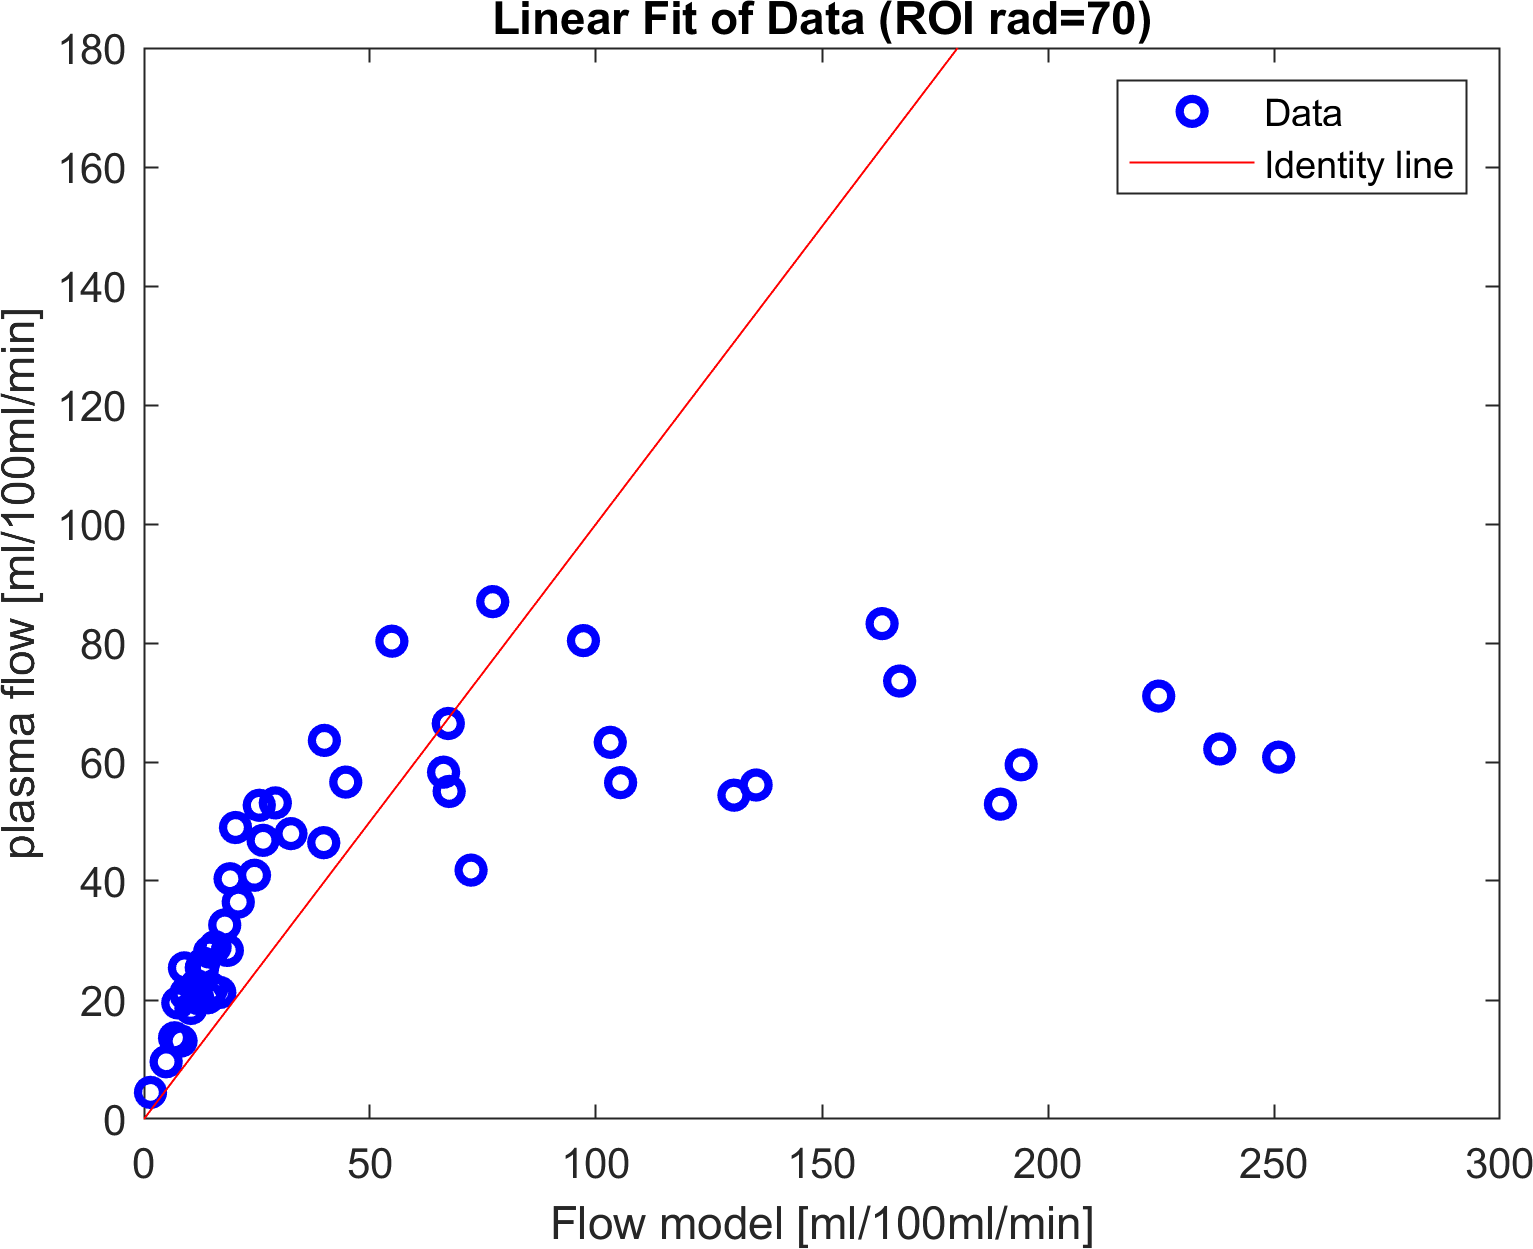 Linear Fit of Data (ROI rad=70)
180
160
140
120
100
80
60
40
20
0
plasma flow [ml/100ml/min]
Data
Identity line
0 50 100 150 200 250 300
Flow model [ml/100ml/min]